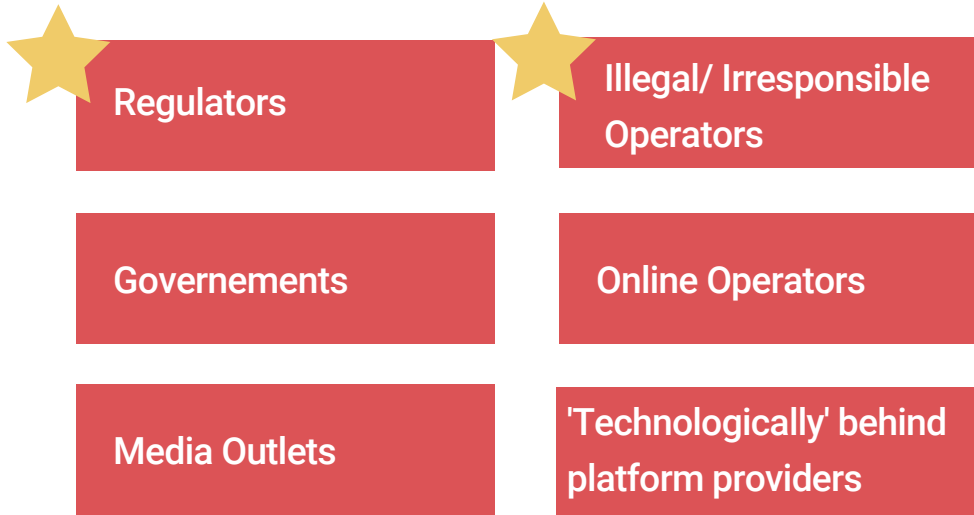 Regulators
Illegal/ Irresponsible
Operators
Governements
Online Operators
Media Outlets
'Technologically' behind
platform providers